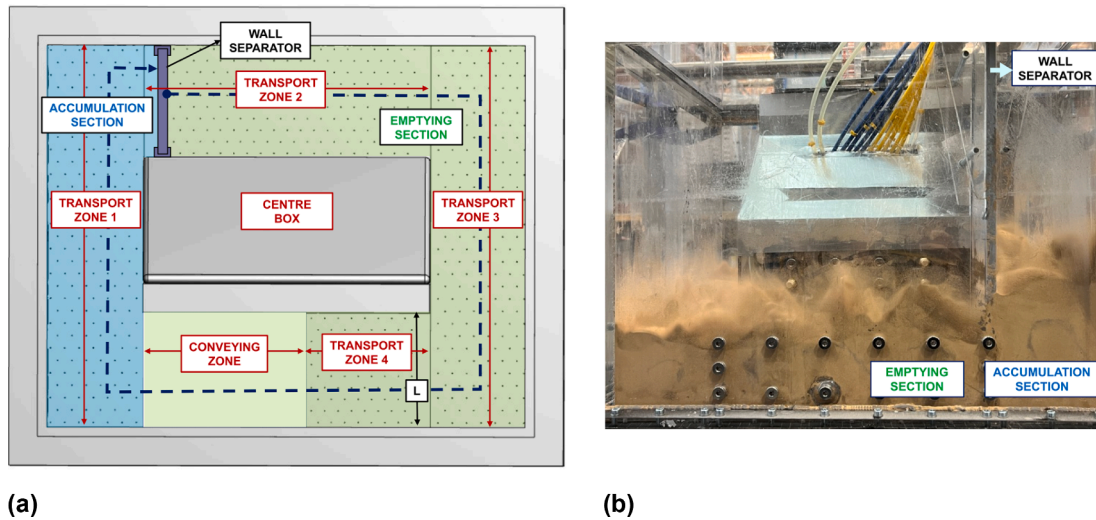 WALL
SEPARATOR
TRANSPORT
ZONE 2
ACCUMULATION
SECTION
EMPTYING
SECTION
TRANSPORT
ZONE 1
CENTRE
BOX
TRANSPORT
ZONE 3
CONVEYING
ZONE
TRANSPORT
ZONE 4
L
(a)
WALL
SEPARATOR
EMPTYING
SECTION
ACCUMULATION
SECTION
(b)